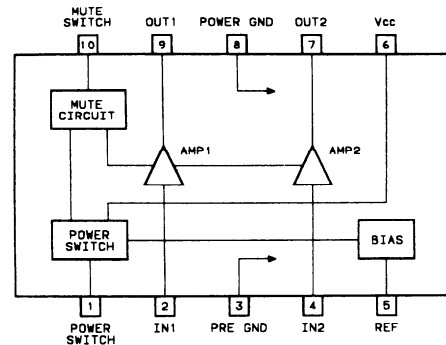 MUTE
SWITCH
OUT1
POWER GND
OUT2
Vcc
10
9
8
7
6
MUTE
CIRCUIT
AMP1
AMP2
POWER
SWITCH
BIAS
1
2
3
4
5
POWER
SWITCH
IN1
PRE GND
IN2
REF